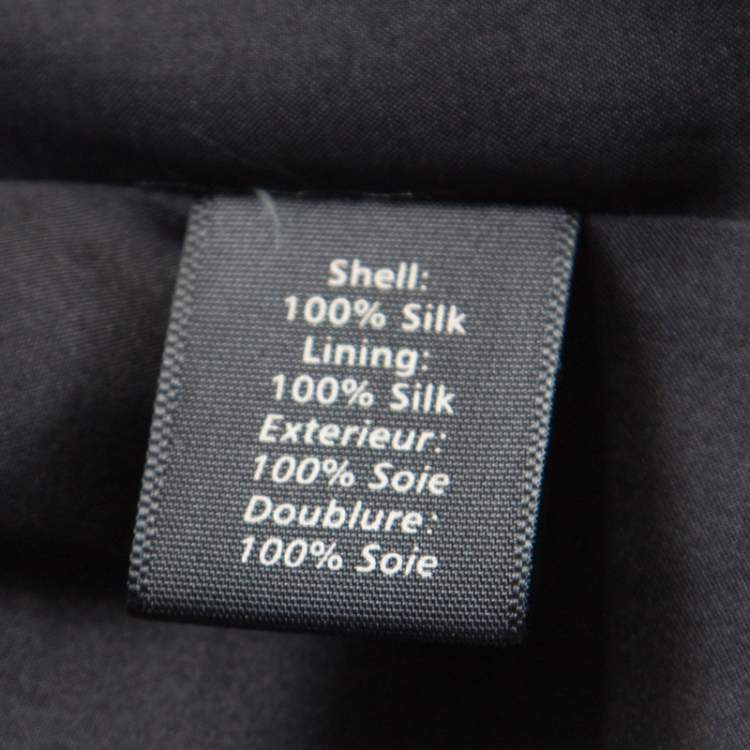 Shell:
100% Silk
Lining:
100% Silk
Exterieur:
100% Soie
Doublure:
100% Soie